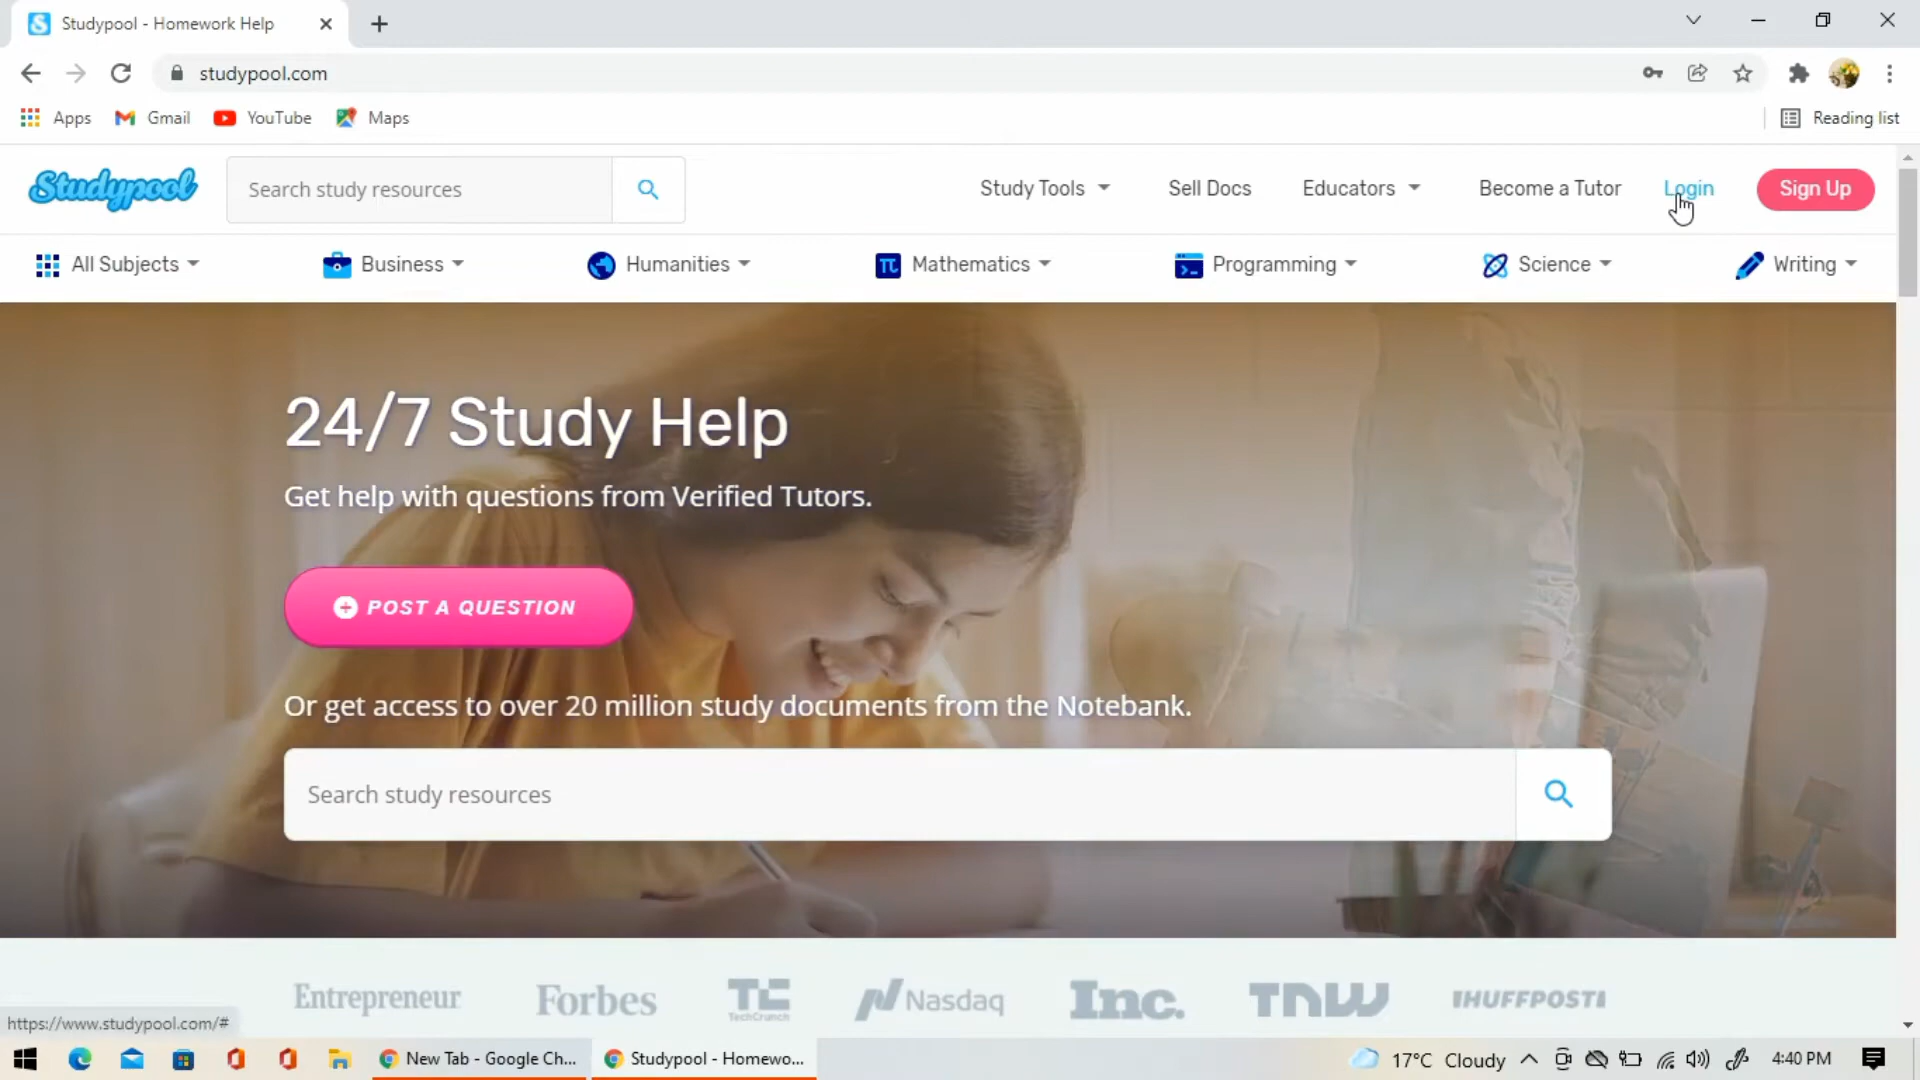 Studypool - Homework Help
studypool.com
Apps Gmail YouTube Maps Reading list
Studypool Search study resources Study Tools Sell Docs Educators Become a Tutor Login Sign Up
All Subjects Business Humanities Mathematics Programming Science Writing
24/7 Study Help
Get help with questions from Verified Tutors.
POST A QUESTION
Or get access to over 20 million study documents from the Notebank.
Search study resources
Entrepreneur Forbes TC TechCrunch Nasdaq Inc. TNW IHUFFPOSTI
https://www.studypool.com/#
New Tab - Google Ch... Studypool - Homewo... 17°C Cloudy 4:40 PM